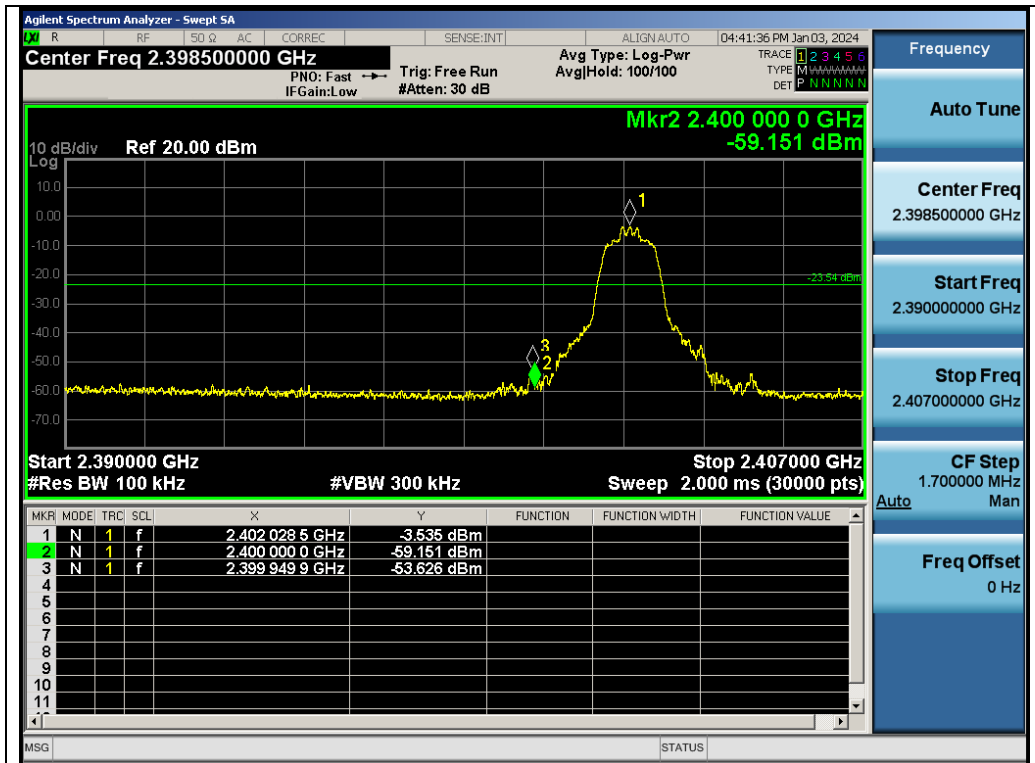 Agilent Spectrum Analyzer - Swept SA
LXI R RF 50 Ω AC CORREC SENSE:INT ALIGN AUTO 04:41:36 PM Jan 03, 2024
Center Freq 2.398500000 GHz
PNO: Fast
IFGain:Low
Trig: Free Run
#Atten: 30 dB
Avg Type: Log-Pwr
Avg|Hold: 100/100
TRACE 1 2 3 4 5 6
TYPE M
DET P N N N N N
Mkr2 2.400 000 0 GHz
-59.151 dBm
10 dB/div Ref 20.00 dBm
Log
10.0
0.00
-10.0
-20.0
-30.0
-40.0
-50.0
-60.0
-70.0
1
-23.54 dBm
3
2
Start 2.390000 GHz Stop 2.407000 GHz
#Res BW 100 kHz #VBW 300 kHz Sweep 2.000 ms (30000 pts)
MKR MODE TRC SCL X Y FUNCTION FUNCTION WIDTH FUNCTION VALUE
1 N 1 f 2.402 028 5 GHz -3.535 dBm
2 N 1 f 2.400 000 0 GHz -59.151 dBm
3 N 1 f 2.399 949 9 GHz -53.626 dBm
4
5
6
7
8
9
10
11
MSG STATUS
Frequency
Auto Tune
Center Freq
2.398500000 GHz
Start Freq
2.390000000 GHz
Stop Freq
2.407000000 GHz
CF Step
1.700000 MHz
Auto Man
Freq Offset
0 Hz